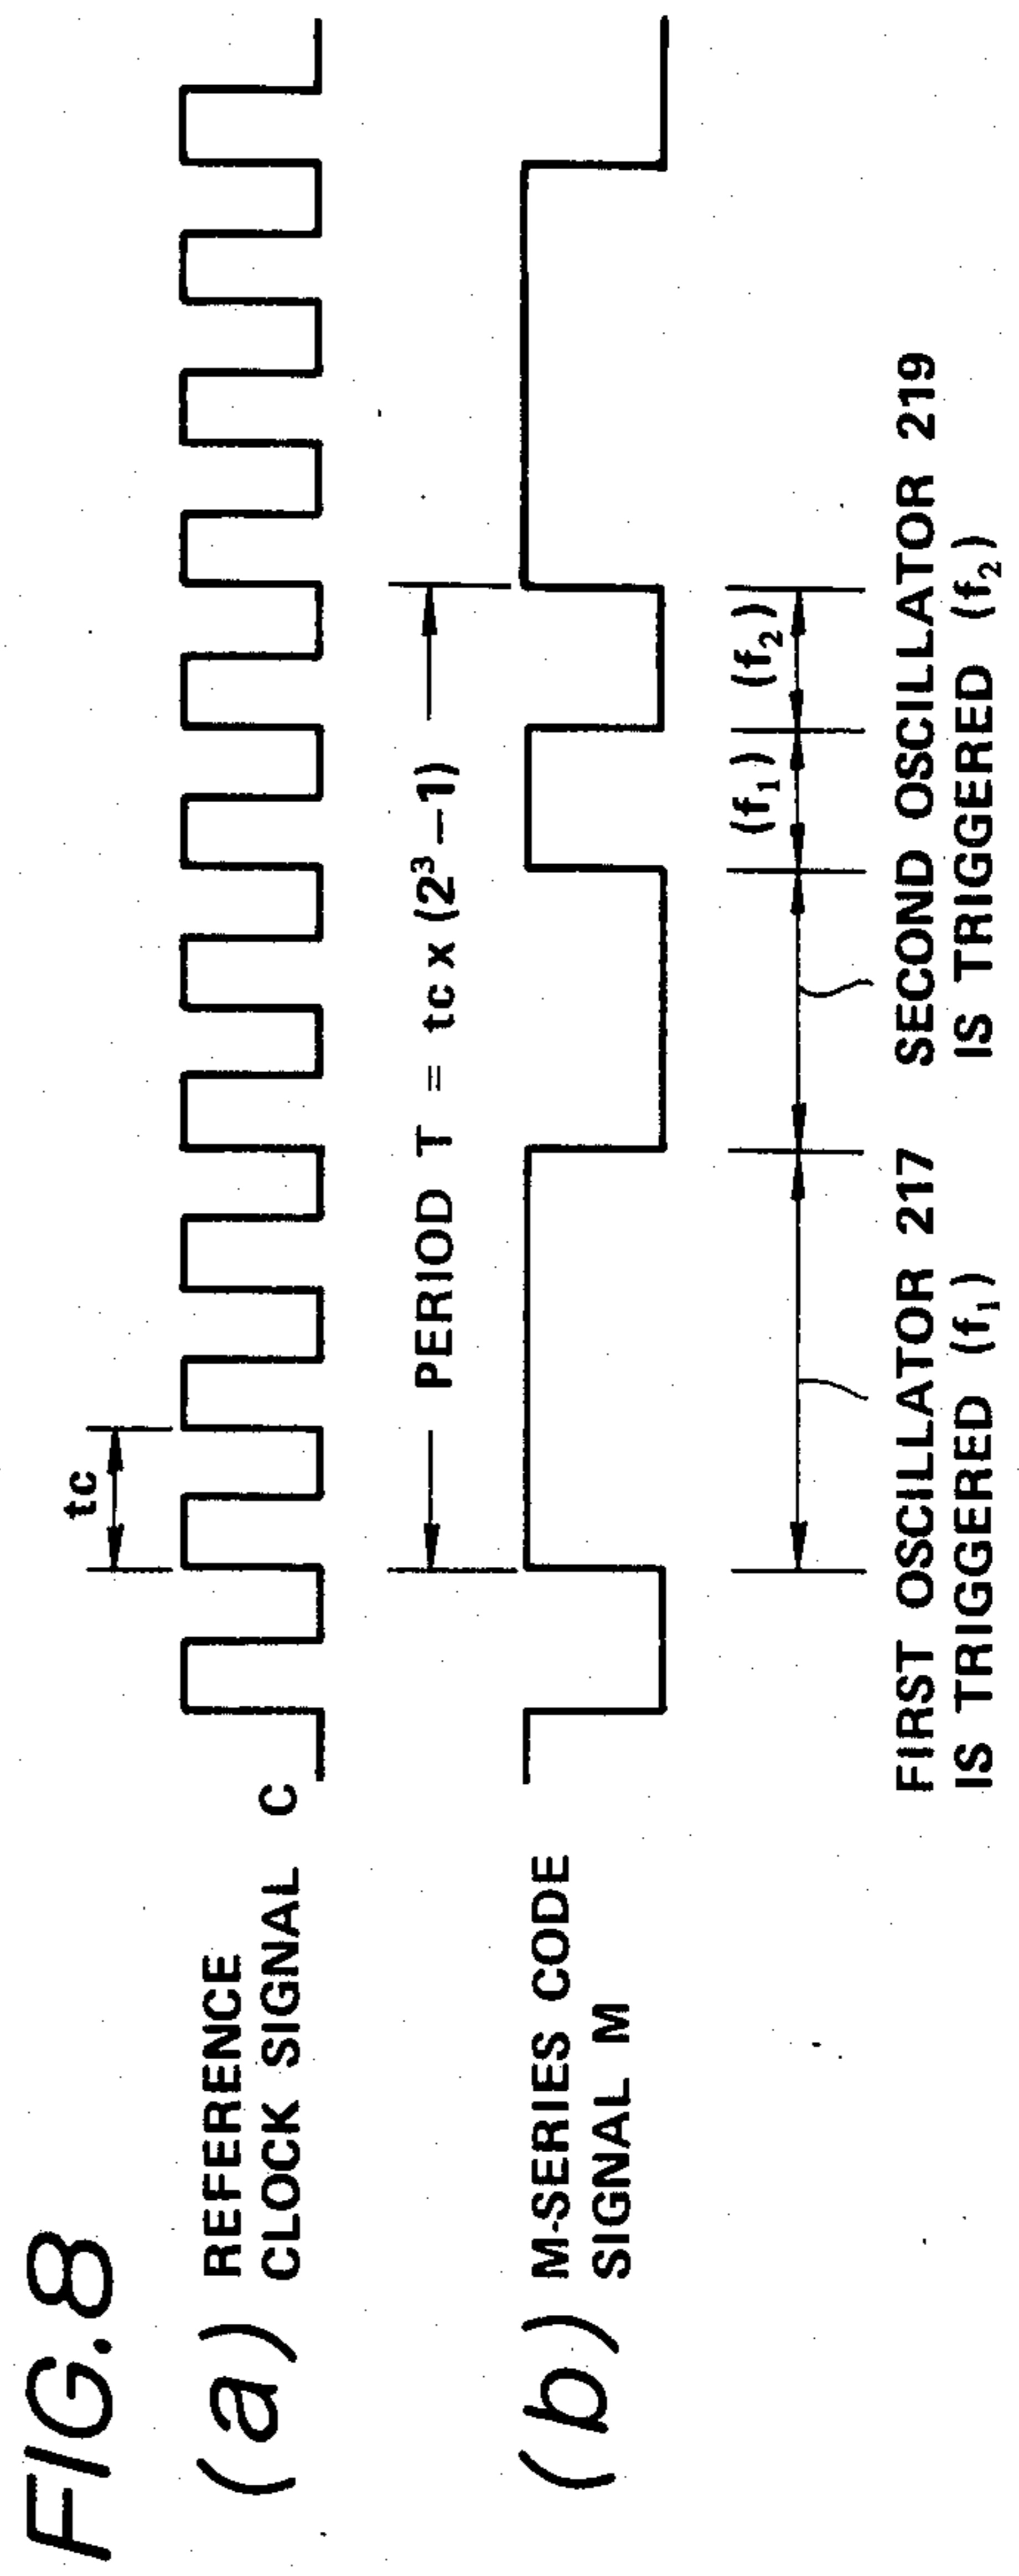 FIG. 8
(a) REFERENCE
CLOCK SIGNAL C
tc
PERIOD T = tc x (2³−1)
(b) M-SERIES CODE
SIGNAL M
(f₁)
(f₂)
FIRST OSCILLATOR 217
IS TRIGGERED (f₁)
SECOND OSCILLATOR 219
IS TRIGGERED (f₂)